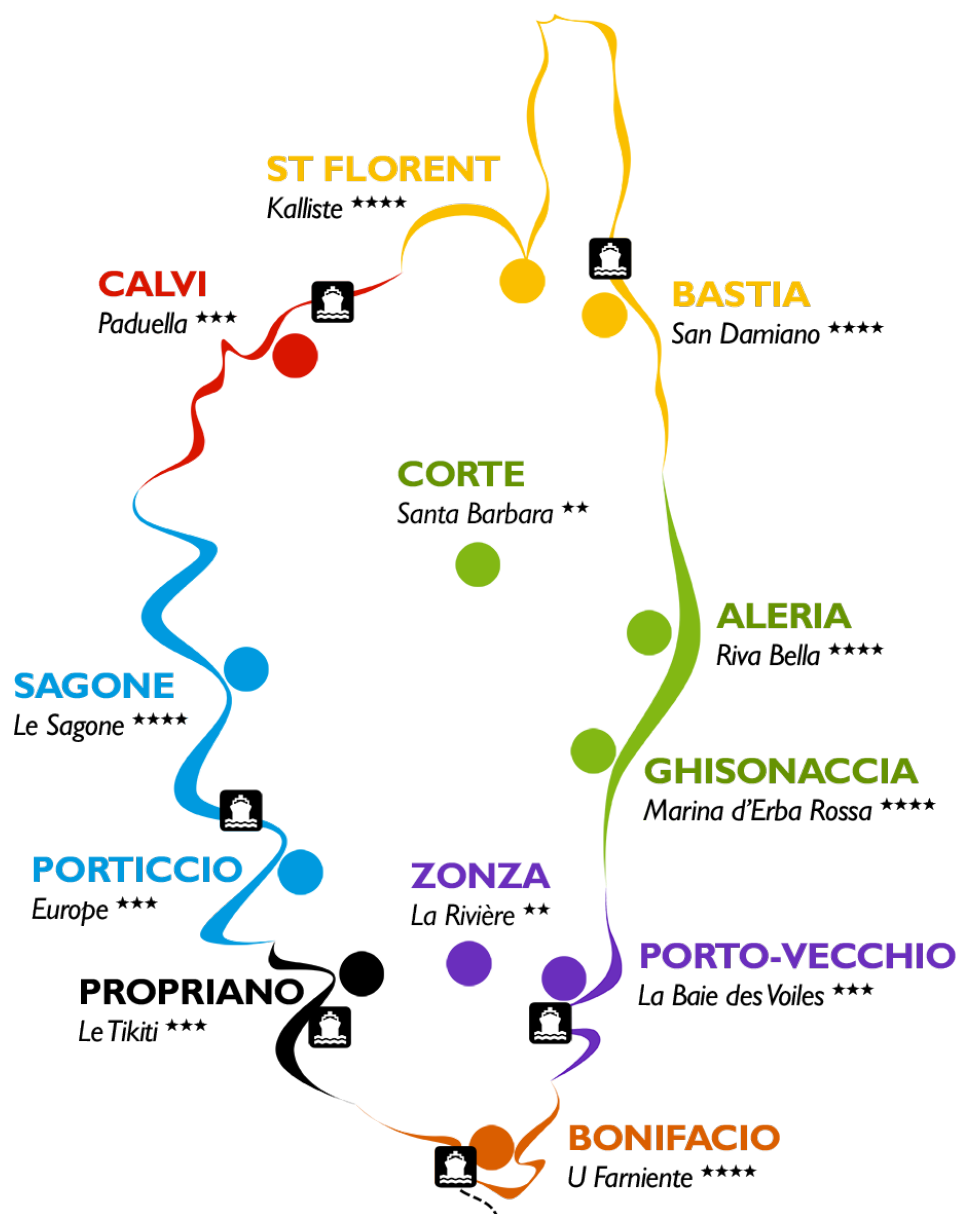 ST FLORENT
Kalliste ★★★★
CALVI
Paduella ★★★
BASTIA
San Damiano ★★★★
CORTE
Santa Barbara ★★
ALERIA
Riva Bella ★★★★
SAGONE
Le Sagone ★★★★
GHISONACCIA
Marina d'Erba Rossa ★★★★
PORTICCIO
Europe ★★★
ZONZA
La Rivière ★★
PORTO-VECCHIO
La Baie des Voiles ★★★
PROPRIANO
Le Tikiti ★★★
BONIFACIO
U Farniente ★★★★